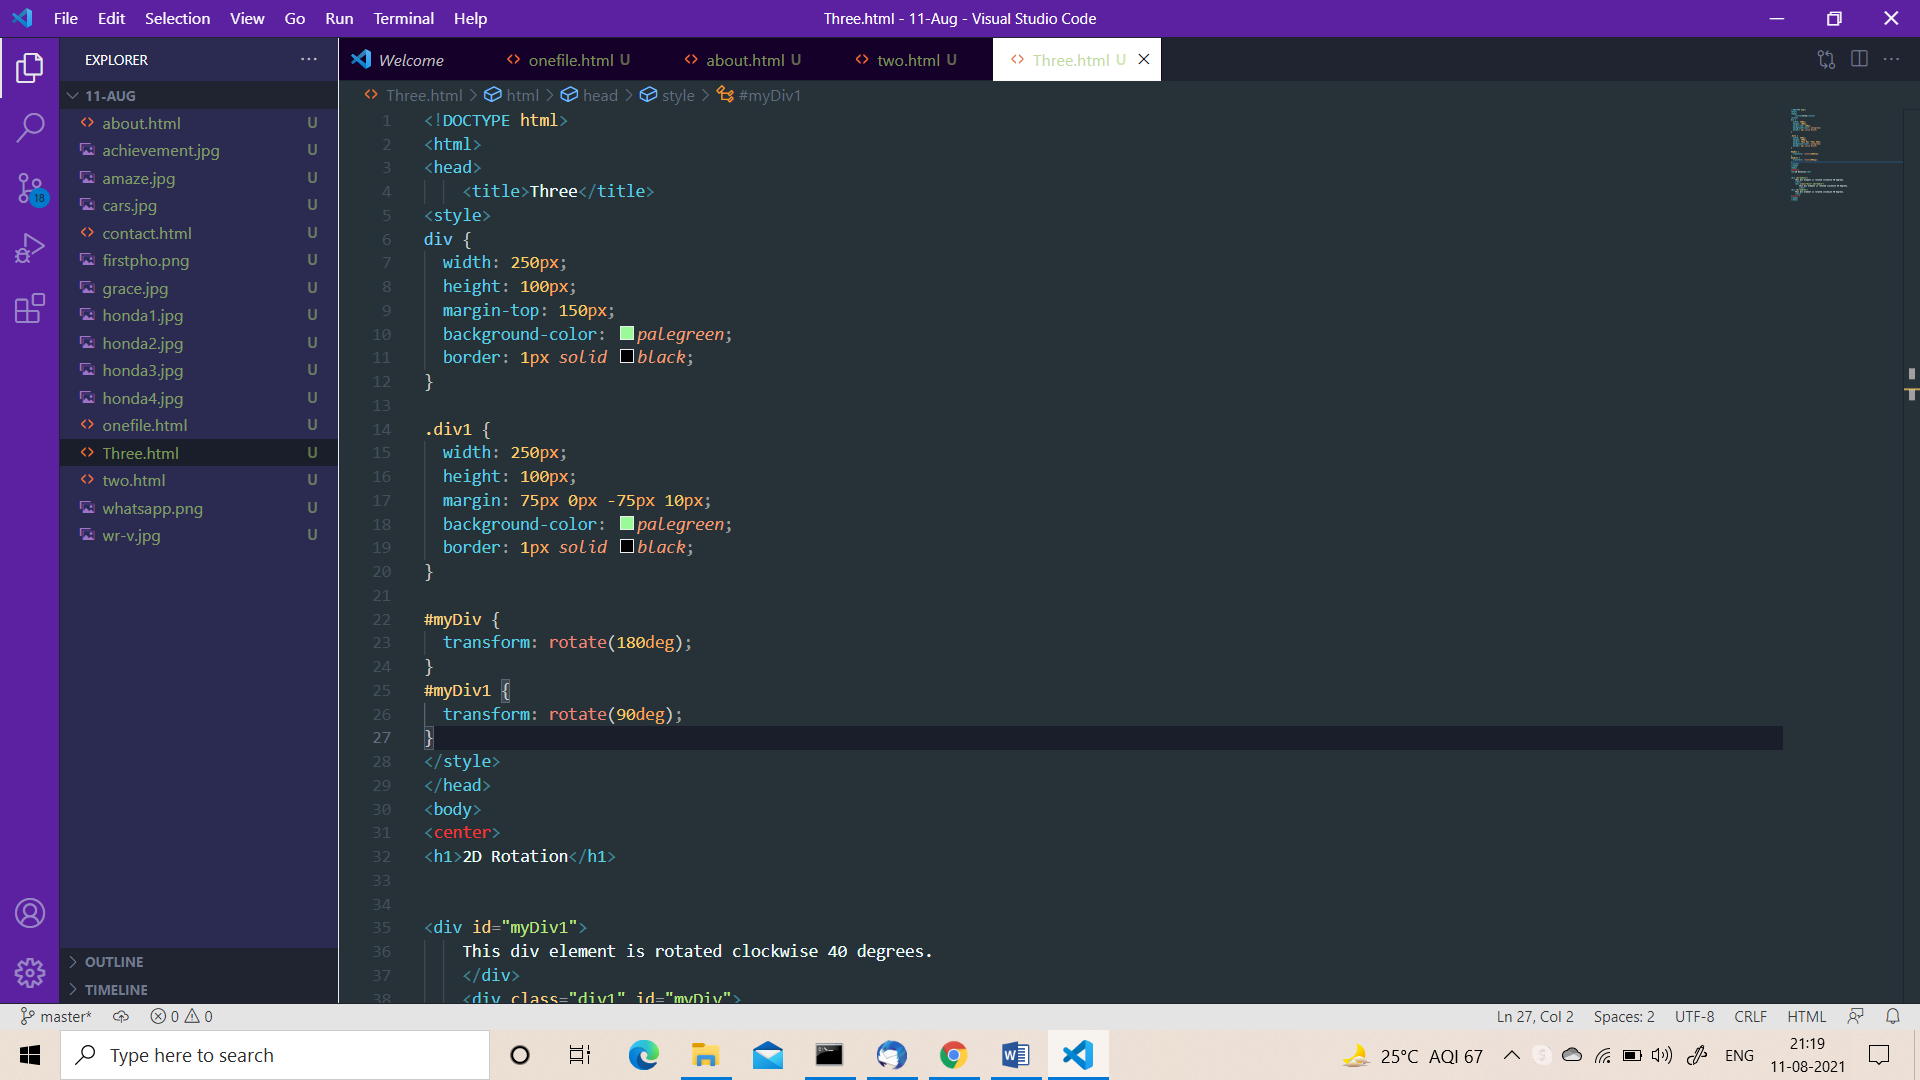 File Edit Selection View Go Run Terminal Help
Three.html - 11-Aug - Visual Studio Code
EXPLORER
11-AUG
about.html U
achievement.jpg U
amaze.jpg U
cars.jpg U
contact.html U
firstpho.png U
grace.jpg U
honda1.jpg U
honda2.jpg U
honda3.jpg U
honda4.jpg U
onefile.html U
Three.html U
two.html U
whatsapp.png U
wr-v.jpg U
OUTLINE
TIMELINE
18
Welcome onefile.html U about.html U two.html U Three.html U
Three.html > html > head > style > #myDiv1
1 <!DOCTYPE html>
2 <html>
3 <head>
4 <title>Three</title>
5 <style>
6 div {
7 width: 250px;
8 height: 100px;
9 margin-top: 150px;
10 background-color: palegreen;
11 border: 1px solid black;
12 }
13
14 .div1 {
15 width: 250px;
16 height: 100px;
17 margin: 75px 0px -75px 10px;
18 background-color: palegreen;
19 border: 1px solid black;
20 }
21
22 #myDiv {
23 transform: rotate(180deg);
24 }
25 #myDiv1 {
26 transform: rotate(90deg);
27 }
28 </style>
29 </head>
30 <body>
31 <center>
32 <h1>2D Rotation</h1>
33
34
35 <div id="myDiv1">
36 This div element is rotated clockwise 40 degrees.
37 </div>
38 <div class="div1" id="myDiv">
master* 0 0
Ln 27, Col 2 Spaces: 2 UTF-8 CRLF HTML
Type here to search
25°C AQI 67 ENG
21:19
11-08-2021